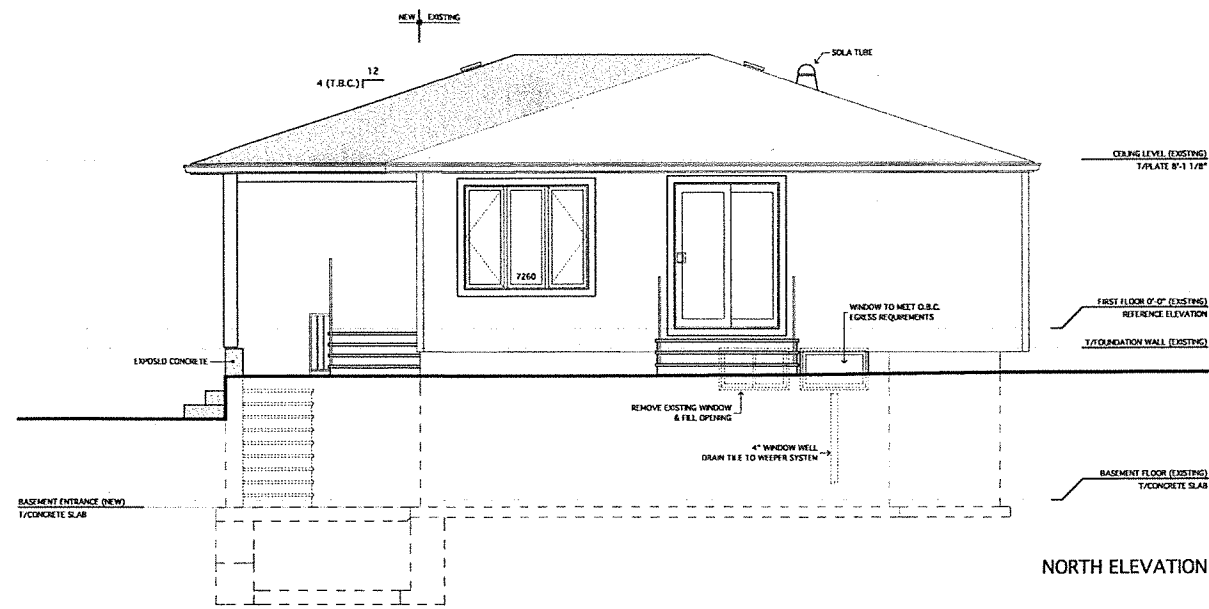 NEW EXISTING
SOLA TUBE
12
4 (T.B.C.)
CEILING LEVEL (EXISTING)
T/PLATE 8'-1 1/8"
7260
WINDOW TO MEET O.B.C.
EGRESS REQUIREMENTS
FIRST FLOOR 0'-0" (EXISTING)
REFERENCE ELEVATION
T/FOUNDATION WALL (EXISTING)
EXPOSED CONCRETE
REMOVE EXISTING WINDOW
& FILL OPENING
4" WINDOW WELL
DRAIN TILE TO WEEPER SYSTEM
BASEMENT FLOOR (EXISTING)
T/CONCRETE SLAB
BASEMENT ENTRANCE (NEW)
T/CONCRETE SLAB
NORTH ELEVATION